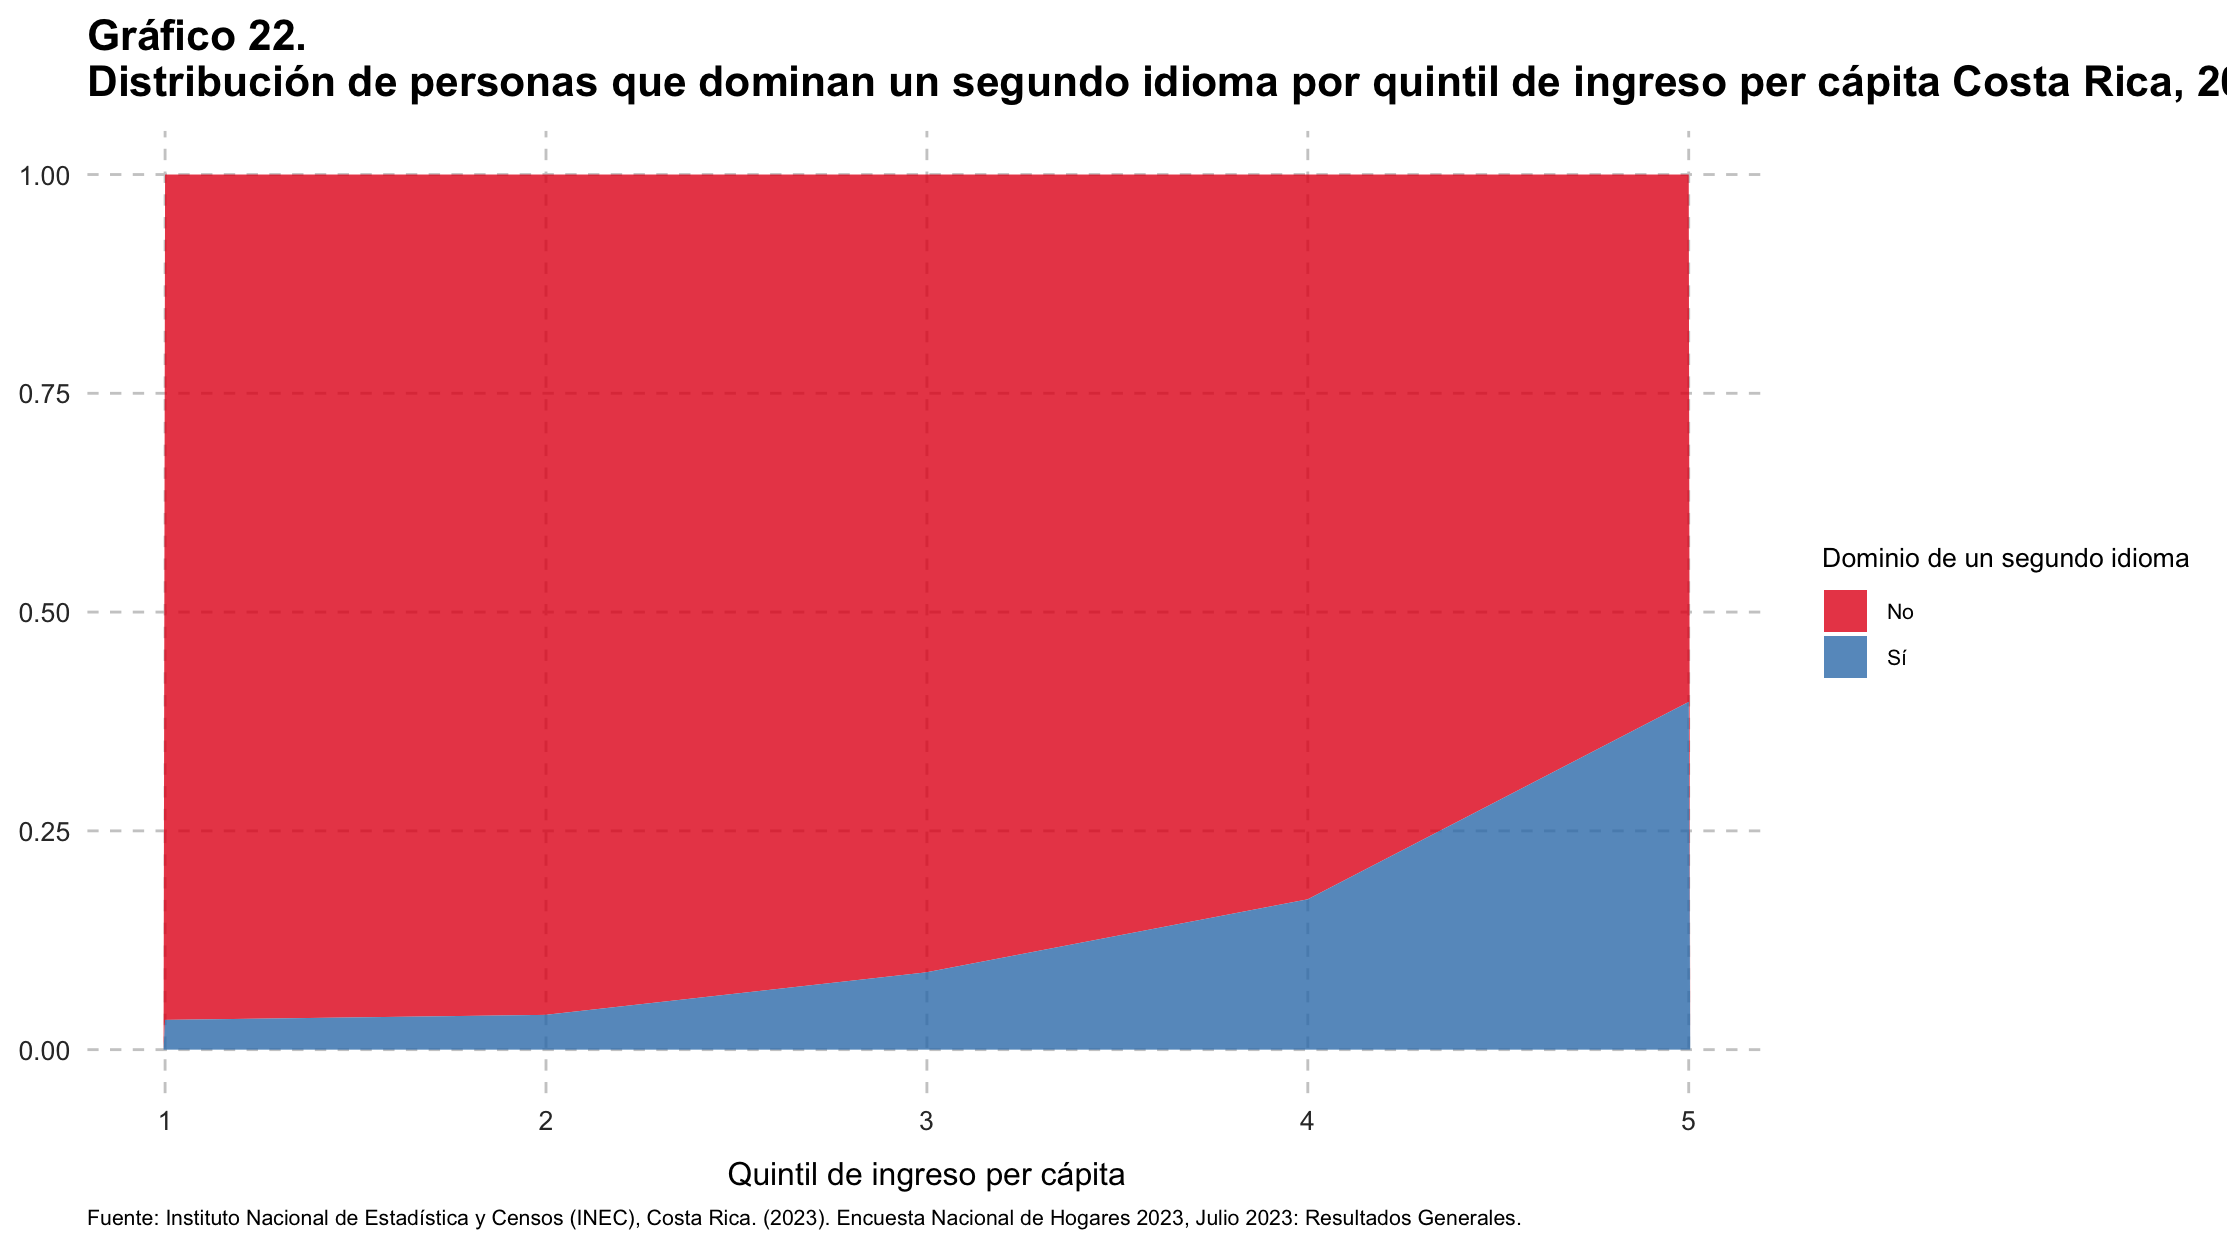 Gráfico 22.
Distribución de personas que dominan un segundo idioma por quintil de ingreso per cápita Costa Rica,
1.00
0.75
0.50
0.25
0.00
1 2 3 4 5
Quintil de ingreso per cápita
Dominio de un segundo idioma
No
Sí
Fuente: Instituto Nacional de Estadística y Censos (INEC), Costa Rica. (2023). Encuesta Nacional de Hogares 2023, Julio 2023: Resultados Generales.